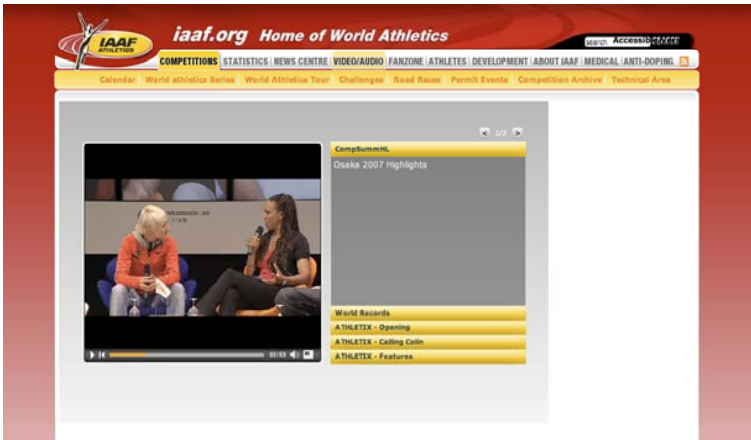 IAAF
ATHLETICS
iaaf.org Home of World Athletics
search
COMPETITIONS STATISTICS NEWS CENTRE VIDEO/AUDIO FANZONE ATHLETES DEVELOPMENT ABOUT IAAF MEDICAL ANTI-DOPING
Calendar World athletics Series World Athletics Tour Challenges Road Races Permit Events Competition Archive Technical Area
1/2
CompSummHL
Osaka 2007 Highlights
World Records
ATHLETIX - Opening
ATHLETIX - Calling Colin
ATHLETIX - Features
01:53